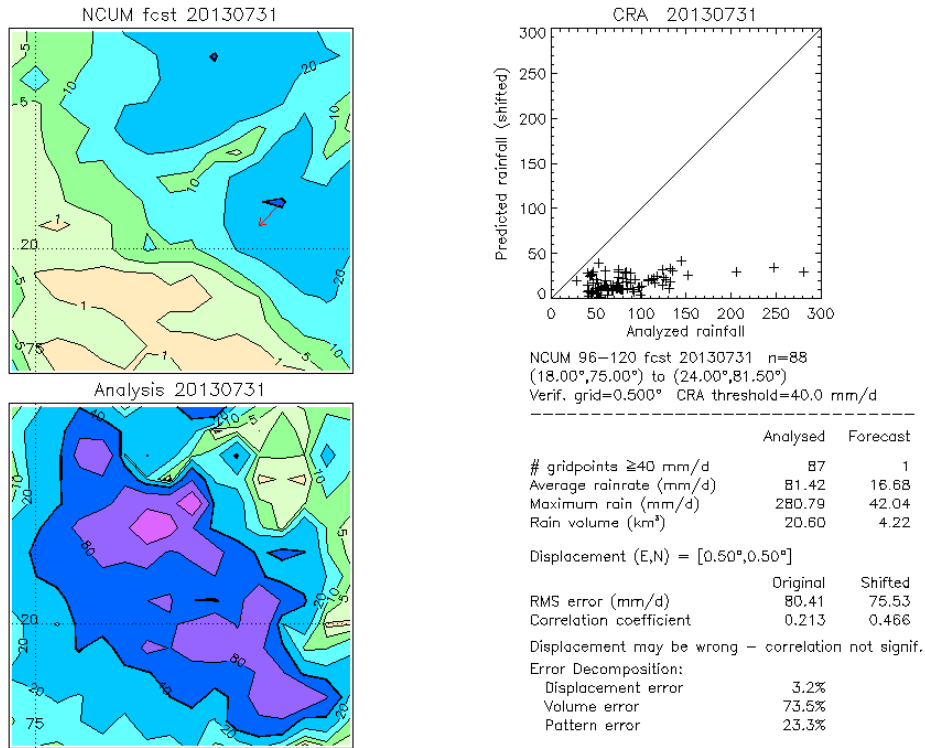 NCUM fcst 20130731
5
20
10
10
5
10
10
1
20
20
5
1
1
5
75
1
Analysis 20130731
20
80
20
20
80
5
20
20
75
5
CRA 20130731
Predicted rainfall (shifted)
300
250
200
150
100
50
0
0 50 100 150 200 250 300
Analyzed rainfall
NCUM 96-120 fcst 20130731 n=88
(18.00°,75.00°) to (24.00°,81.50°)
Verif. grid=0.500° CRA threshold=40.0 mm/d
Analysed Forecast
# gridpoints ≥40 mm/d 87 1
Average rainrate (mm/d) 81.42 16.68
Maximum rain (mm/d) 280.79 42.04
Rain volume (km³) 20.60 4.22
Displacement (E,N) = [0.50°,0.50°]
Original Shifted
RMS error (mm/d) 80.41 75.53
Correlation coefficient 0.213 0.466
Displacement may be wrong - correlation not signif.
Error Decomposition:
Displacement error 3.2%
Volume error 73.5%
Pattern error 23.3%